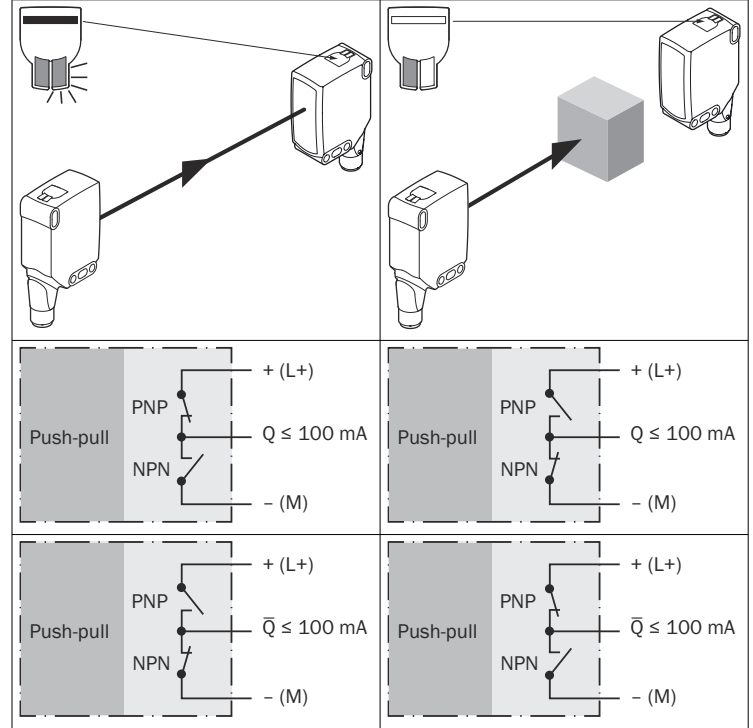 + (L+)
PNP
Push-pull
Q ≤ 100 mA
NPN
– (M)
+ (L+)
PNP
Push-pull
Q ≤ 100 mA
NPN
– (M)
+ (L+)
PNP
Push-pull
Q̅ ≤ 100 mA
NPN
– (M)
+ (L+)
PNP
Push-pull
Q̅ ≤ 100 mA
NPN
– (M)